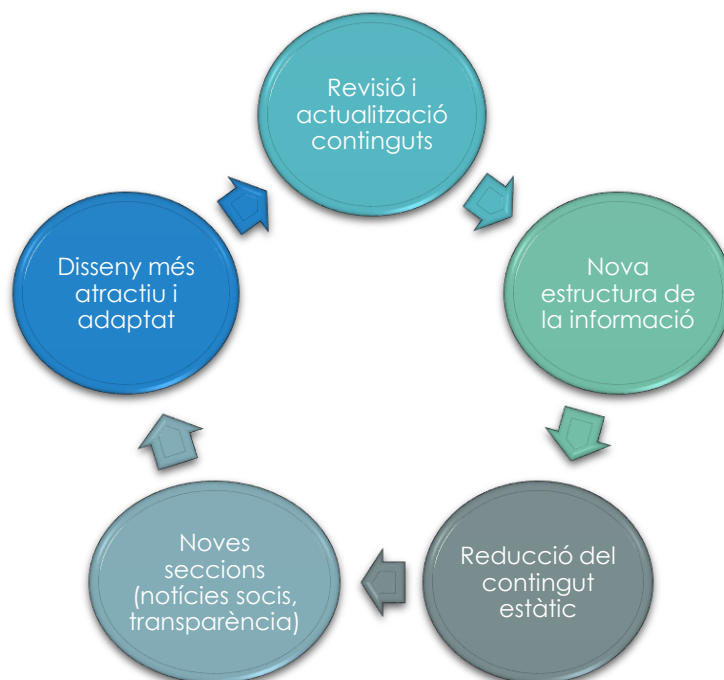 Revisió i
actualització
continguts
Nova
estructura de
la informació
Reducció del
contingut
estàtic
Noves
seccions
(notícies socis,
transparència)
Disseny més
atractiu i
adaptat